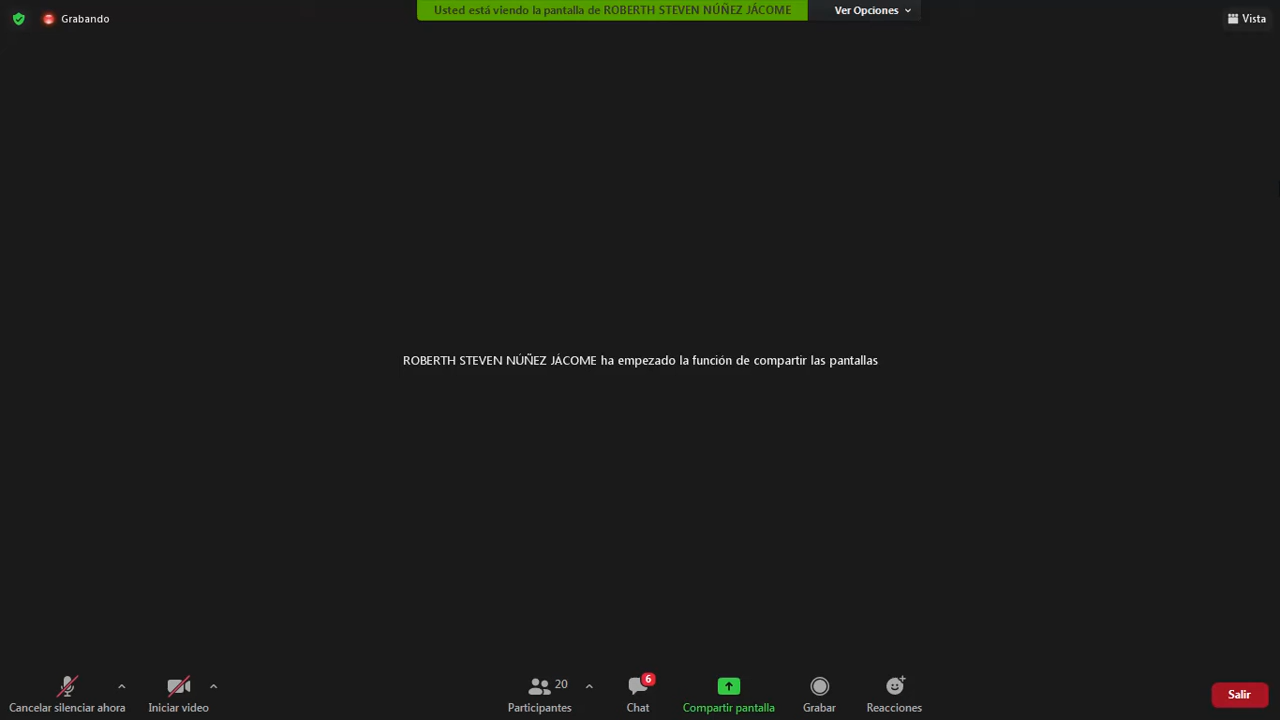 Grabando
Usted está viendo la pantalla de ROBERTH STEVEN NÚÑEZ JÁCOME
Ver Opciones
Vista
ROBERTH STEVEN NÚÑEZ JÁCOME ha empezado la función de compartir las pantallas
20
6
Cancelar silenciar ahora
Iniciar video
Participantes
Chat
Compartir pantalla
Grabar
Reacciones
Salir